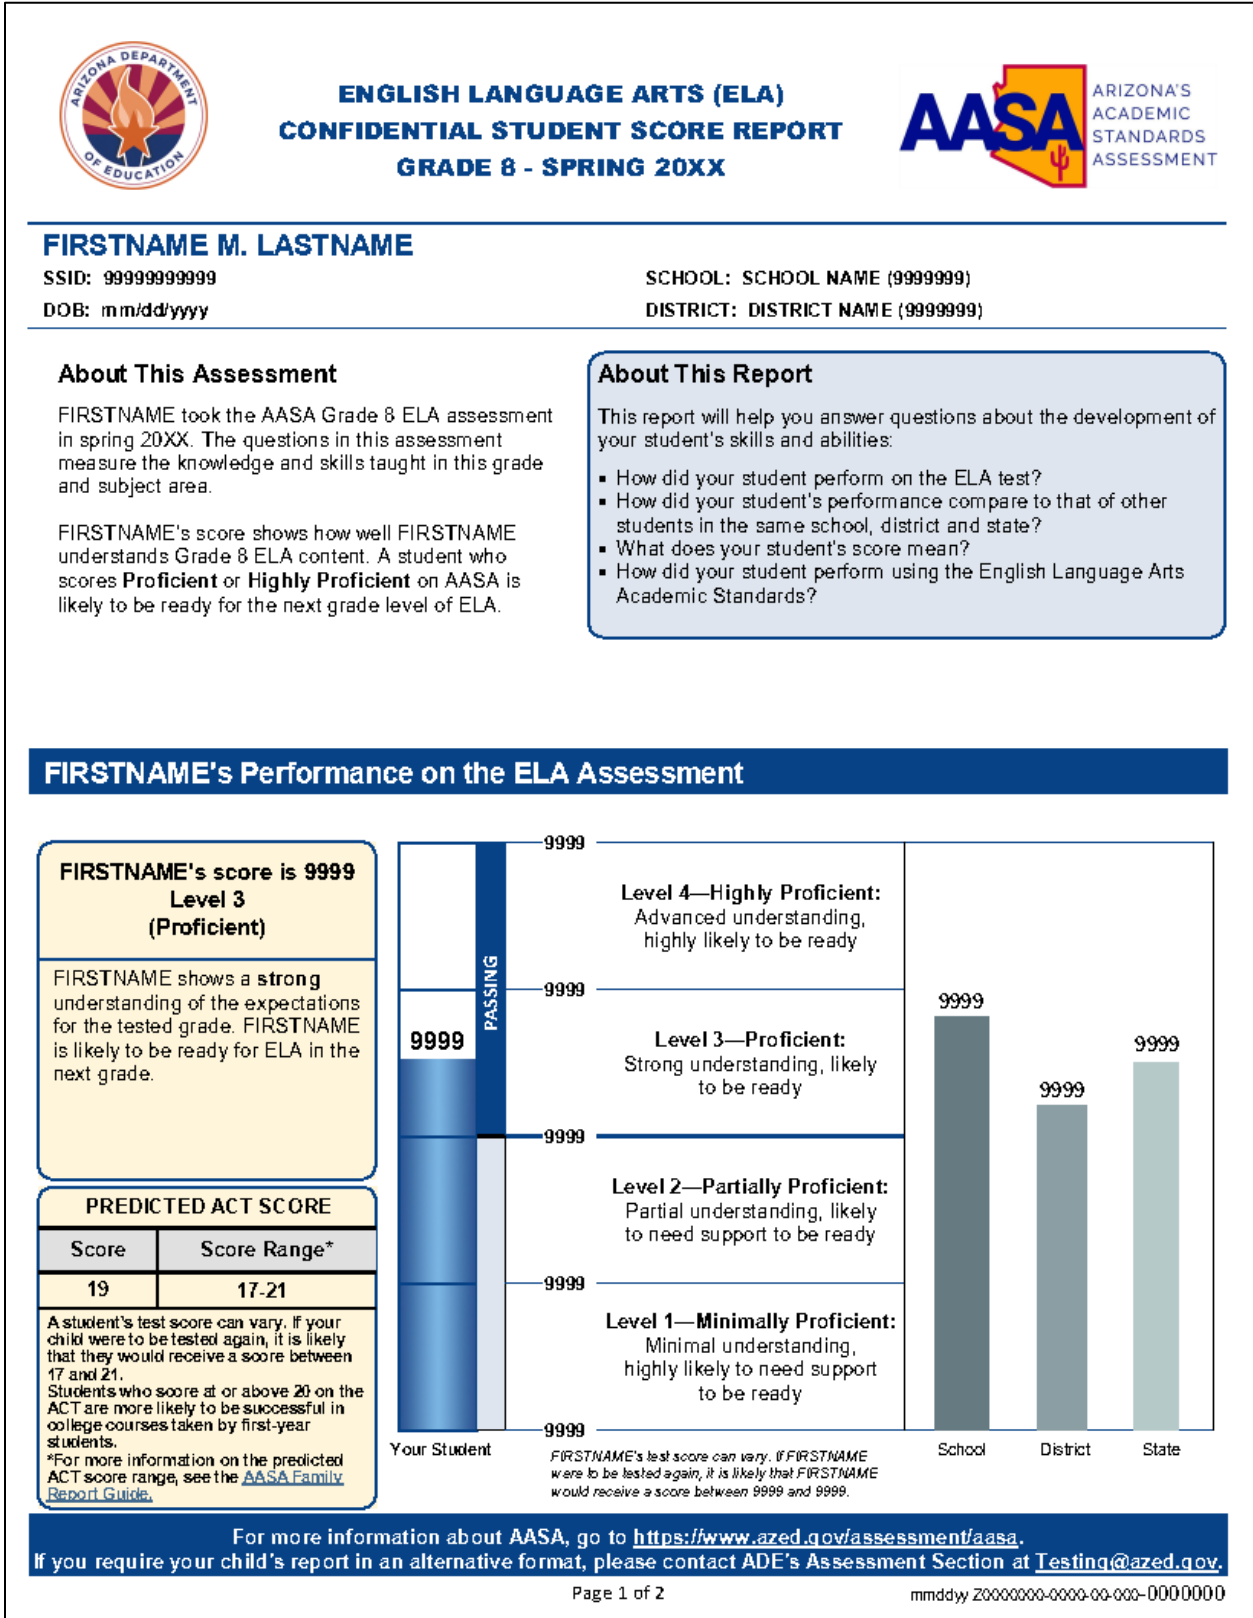 ARIZONA DEPARTMENT
OF EDUCATION
ENGLISH LANGUAGE ARTS (ELA)
CONFIDENTIAL STUDENT SCORE REPORT
GRADE 8 - SPRING 20XX
AASA
ARIZONA'S
ACADEMIC
STANDARDS
ASSESSMENT
FIRSTNAME M. LASTNAME
SSID: 99999999999
DOB: mm/dd/yyyy
SCHOOL: SCHOOL NAME (9999999)
DISTRICT: DISTRICT NAME (9999999)
About This Assessment
FIRSTNAME took the AASA Grade 8 ELA assessment
in spring 20XX. The questions in this assessment
measure the knowledge and skills taught in this grade
and subject area.
FIRSTNAME's score shows how well FIRSTNAME
understands Grade 8 ELA content. A student who
scores Proficient or Highly Proficient on AASA is
likely to be ready for the next grade level of ELA.
About This Report
This report will help you answer questions about the development of
your student's skills and abilities:
▪ How did your student perform on the ELA test?
▪ How did your student's performance compare to that of other
students in the same school, district and state?
▪ What does your student's score mean?
▪ How did your student perform using the English Language Arts
Academic Standards?
FIRSTNAME's Performance on the ELA Assessment
FIRSTNAME's score is 9999
Level 3
(Proficient)
FIRSTNAME shows a strong
understanding of the expectations
for the tested grade. FIRSTNAME
is likely to be ready for ELA in the
next grade.
PREDICTED ACT SCORE
Score Score Range*
19 17-21
A student's test score can vary. If your
child were to be tested again, it is likely
that they would receive a score between
17 and 21.
Students who score at or above 20 on the
ACT are more likely to be successful in
college courses taken by first-year
students.
*For more information on the predicted
ACT score range, see the AASA Family
Report Guide.
9999
PASSING
Your Student
9999
Level 4—Highly Proficient:
Advanced understanding,
highly likely to be ready
9999
Level 3—Proficient:
Strong understanding, likely
to be ready
9999
Level 2—Partially Proficient:
Partial understanding, likely
to need support to be ready
9999
Level 1—Minimally Proficient:
Minimal understanding,
highly likely to need support
to be ready
9999
FIRSTNAME's test score can vary. If FIRSTNAME
were to be tested again, it is likely that FIRSTNAME
would receive a score between 9999 and 9999.
9999
9999
9999
School District State
For more information about AASA, go to https://www.azed.gov/assessment/aasa.
If you require your child's report in an alternative format, please contact ADE's Assessment Section at Testing@azed.gov.
Page 1 of 2
mmddyy Z0000000-0000-00-000-0000000